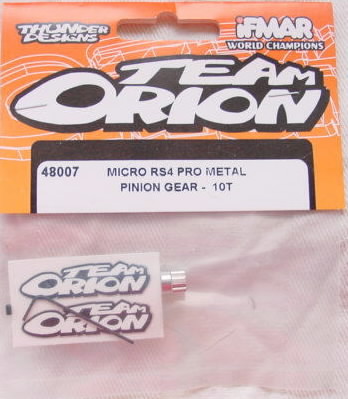 THUNDER DESIGNS
IFMAR
WORLD CHAMPIONS
TEAM
ORION
48007 MICRO RS4 PRO METAL
PINION GEAR - 10T
TEAM
ORION
TEAM
ORION